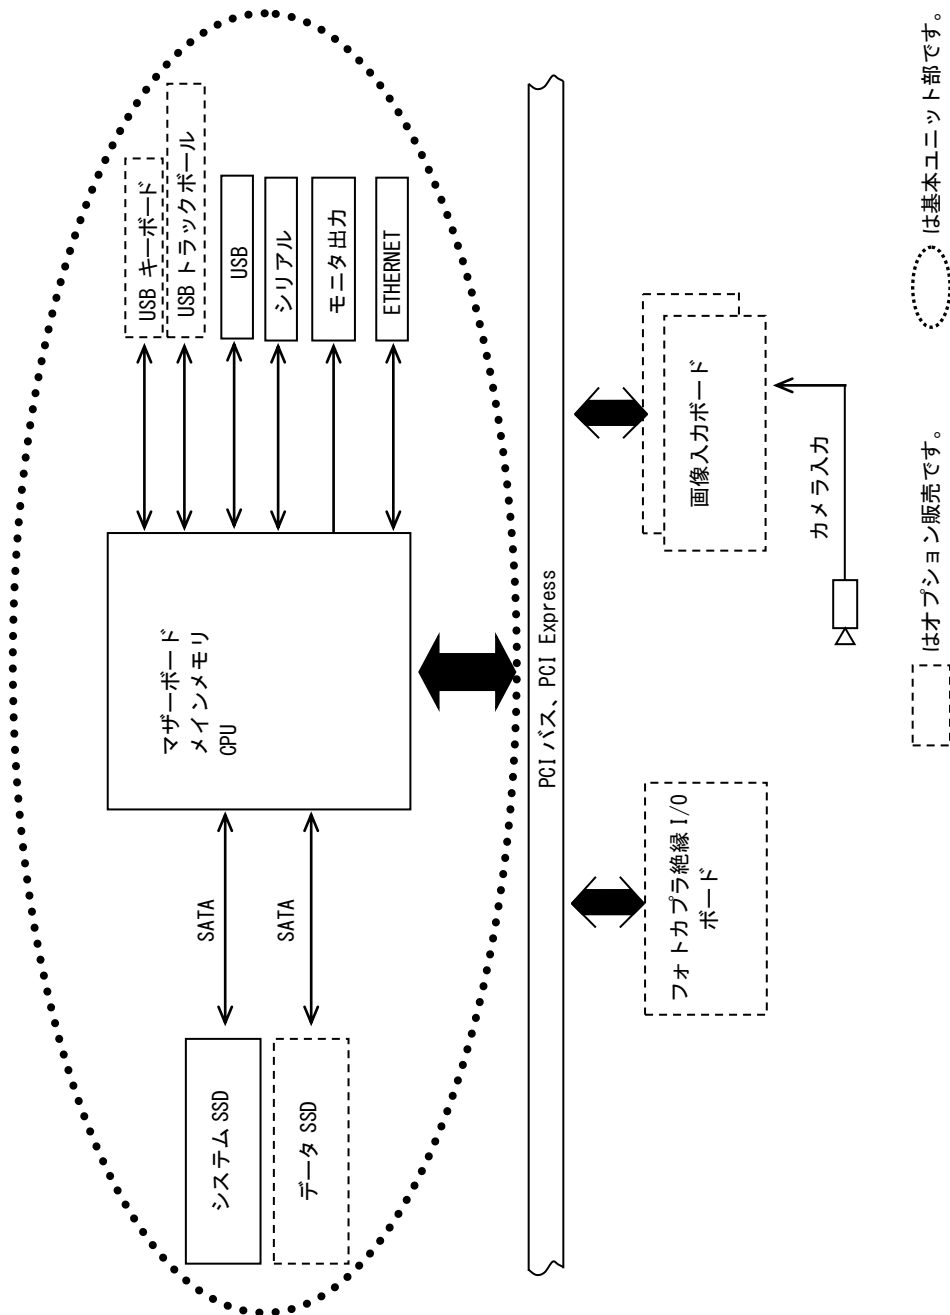 USB キーボード
USB トラックボール
USB
シリアル
モニタ出力
ETHERNET
マザーボード
メインメモリ
CPU
SATA
SATA
システム SSD
データ SSD
PCI バス、PCI Express
画像入力ボード
カメラ入力
フォトカプラ絶縁 I/O
ボード
はオプション販売です。
は基本ユニット部です。